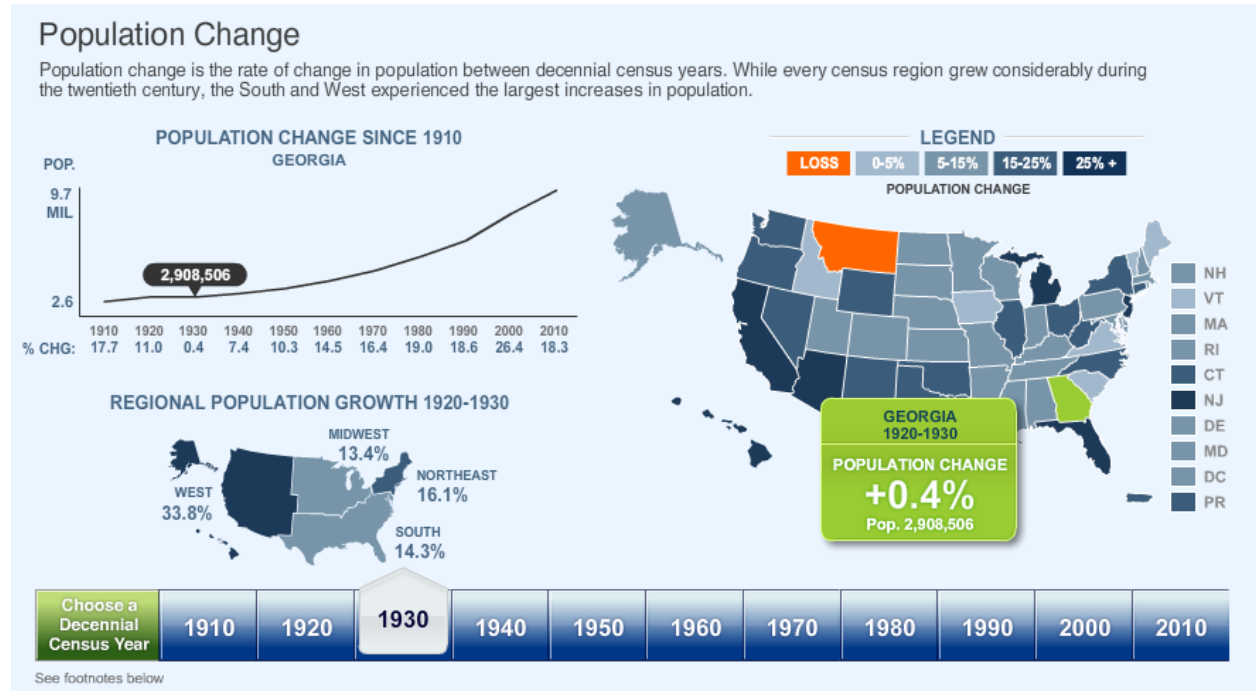 Population Change
Population change is the rate of change in population between decennial census years. While every census region grew considerably during
the twentieth century, the South and West experienced the largest increases in population.
POPULATION CHANGE SINCE 1910
GEORGIA
POP.
9.7
MIL
2,908,506
2.6
1910 1920 1930 1940 1950 1960 1970 1980 1990 2000 2010
% CHG: 17.7 11.0 0.4 7.4 10.3 14.5 16.4 19.0 18.6 26.4 18.3
REGIONAL POPULATION GROWTH 1920-1930
MIDWEST
13.4%
NORTHEAST
16.1%
WEST
33.8%
SOUTH
14.3%
LEGEND
LOSS 0-5% 5-15% 15-25% 25% +
POPULATION CHANGE
NH
VT
MA
RI
CT
NJ
DE
MD
DC
PR
GEORGIA
1920-1930
POPULATION CHANGE
+0.4%
Pop. 2,908,506
Choose a
Decennial
Census Year
1910 1920 1930 1940 1950 1960 1970 1980 1990 2000 2010
See footnotes below